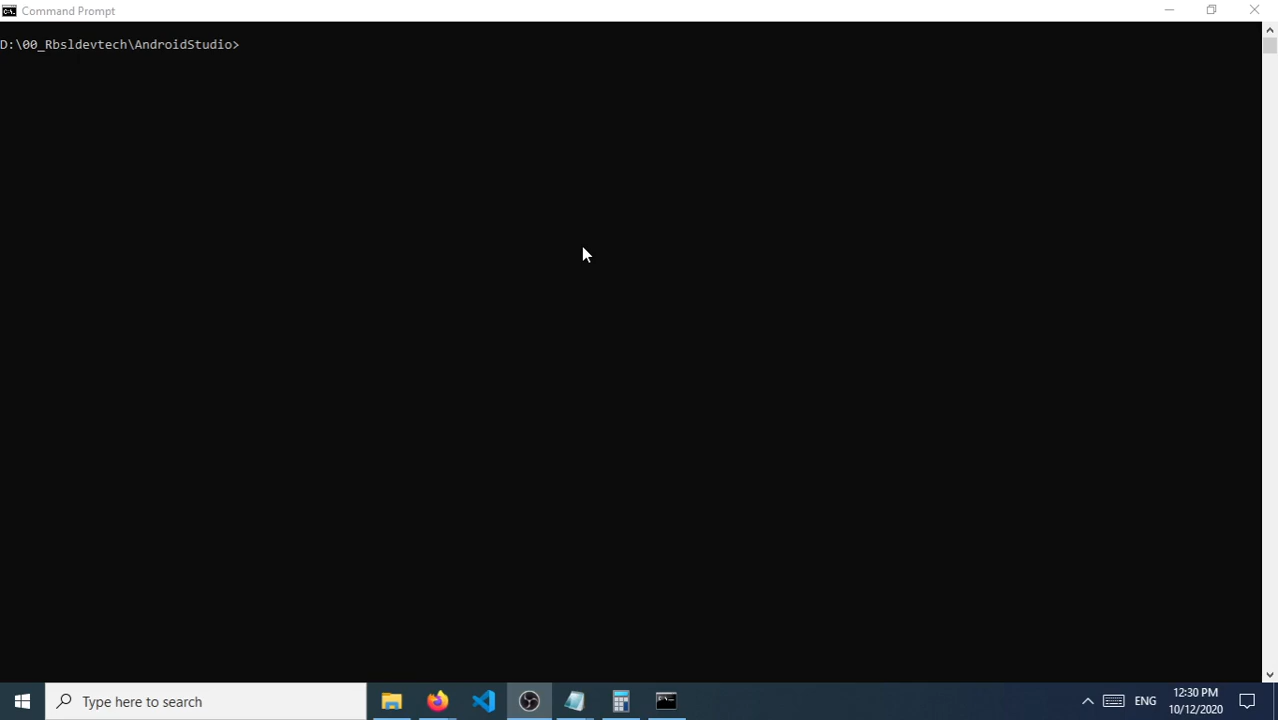 Command Prompt
D:\00_Rbsldevtech\AndroidStudio>
Type here to search
ENG
12:30 PM
10/12/2020